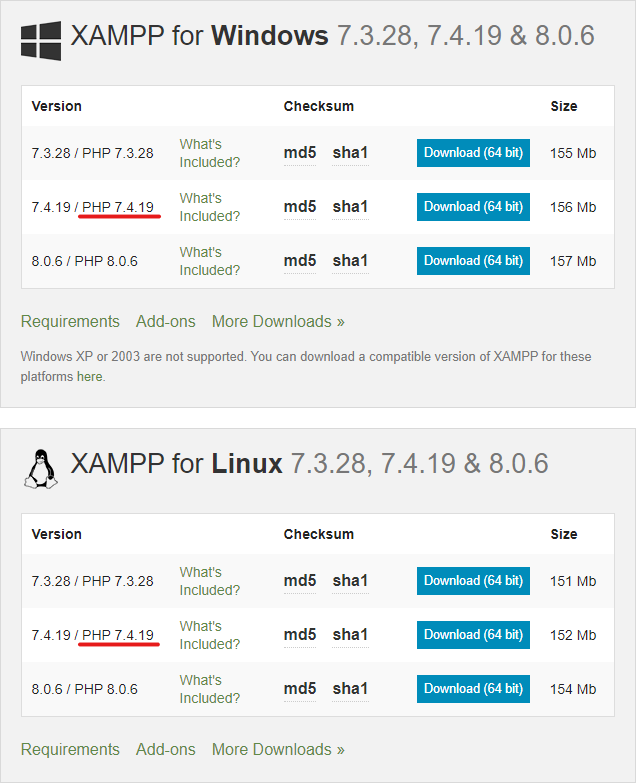 XAMPP for Windows 7.3.28, 7.4.19 & 8.0.6
Version Checksum Size
7.3.28 / PHP 7.3.28 What's Included? md5 sha1 Download (64 bit) 155 Mb
7.4.19 / PHP 7.4.19 What's Included? md5 sha1 Download (64 bit) 156 Mb
8.0.6 / PHP 8.0.6 What's Included? md5 sha1 Download (64 bit) 157 Mb
Requirements Add-ons More Downloads »
Windows XP or 2003 are not supported. You can download a compatible version of XAMPP for these
platforms here.
XAMPP for Linux 7.3.28, 7.4.19 & 8.0.6
Version Checksum Size
7.3.28 / PHP 7.3.28 What's Included? md5 sha1 Download (64 bit) 151 Mb
7.4.19 / PHP 7.4.19 What's Included? md5 sha1 Download (64 bit) 152 Mb
8.0.6 / PHP 8.0.6 What's Included? md5 sha1 Download (64 bit) 154 Mb
Requirements Add-ons More Downloads »